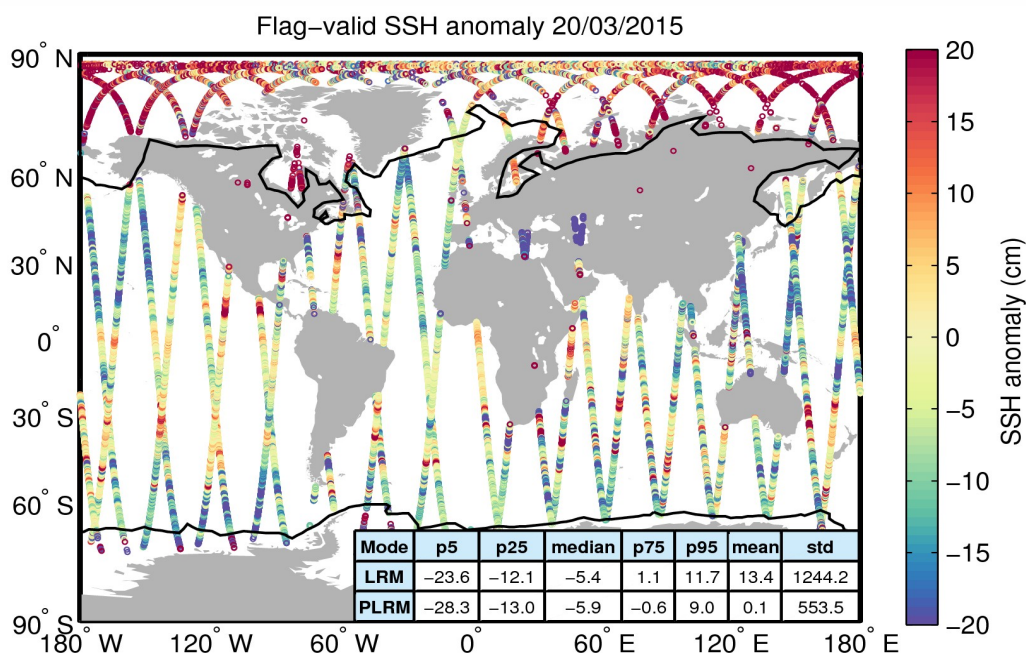 Flag−valid SSH anomaly 20/03/2015
90° N
60° N
30° N
0°
30° S
60° S
90° S
180° W
120° W
60° W
0°
60° E
120° E
180° E
Mode p5 p25 median p75 p95 mean std
LRM −23.6 −12.1 −5.4 1.1 11.7 13.4 1244.2
PLRM −28.3 −13.0 −5.9 −0.6 9.0 0.1 553.5
20
15
10
5
0
−5
−10
−15
−20
SSH anomaly (cm)